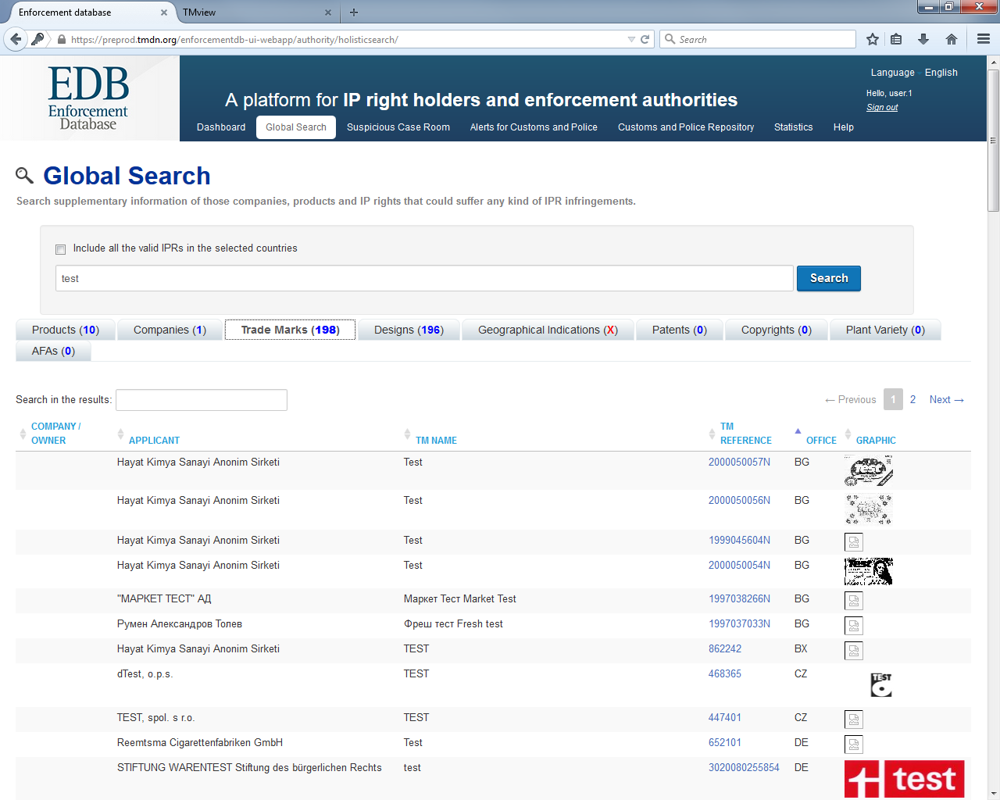 Enforcement database
TMview
https://preprod.tmdn.org/enforcementdb-ui-webapp/authority/holisticsearch/
Search
EDB
Enforcement
Database
A platform for IP right holders and enforcement authorities
Language English
Hello, user.1
Sign out
Dashboard Global Search Suspicious Case Room Alerts for Customs and Police Customs and Police Repository Statistics Help
Global Search
Search supplementary information of those companies, products and IP rights that could suffer any kind of IPR infringements.
Include all the valid IPRs in the selected countries
test
Search
Products (10) Companies (1) Trade Marks (198) Designs (196) Geographical Indications (X) Patents (0) Copyrights (0) Plant Variety (0)
AFAs (0)
Search in the results:
← Previous 1 2 Next →
COMPANY / OWNER APPLICANT TM NAME TM REFERENCE OFFICE GRAPHIC
Hayat Kimya Sanayi Anonim Sirketi Test 2000050057N BG Test
Hayat Kimya Sanayi Anonim Sirketi Test 2000050056N BG
Hayat Kimya Sanayi Anonim Sirketi Test 1999045604N BG
Hayat Kimya Sanayi Anonim Sirketi Test 2000050054N BG Test
"МАРКЕТ ТЕСТ" АД Маркет Тест Market Test 1997038266N BG
Румен Александров Толев Фреш тест Fresh test 1997037033N BG
Hayat Kimya Sanayi Anonim Sirketi TEST 862242 BX
dTest, o.p.s. TEST 468365 CZ TEST
TEST, spol. s r.o. TEST 447401 CZ
Reemtsma Cigarettenfabriken GmbH Test 652101 DE
STIFTUNG WARENTEST Stiftung des bürgerlichen Rechts test 3020080255854 DE test